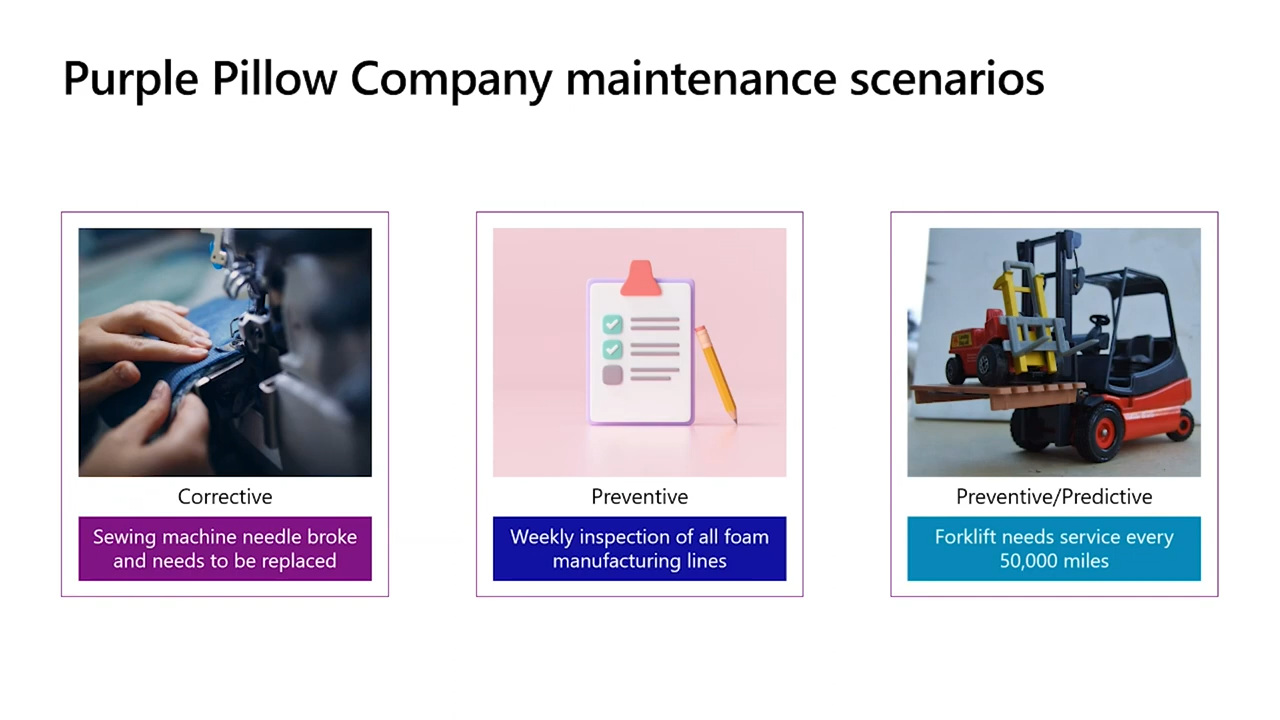 Purple Pillow Company maintenance scenarios
Corrective
Sewing machine needle broke
and needs to be replaced
Preventive
Weekly inspection of all foam
manufacturing lines
Preventive/Predictive
Forklift needs service every
50,000 miles